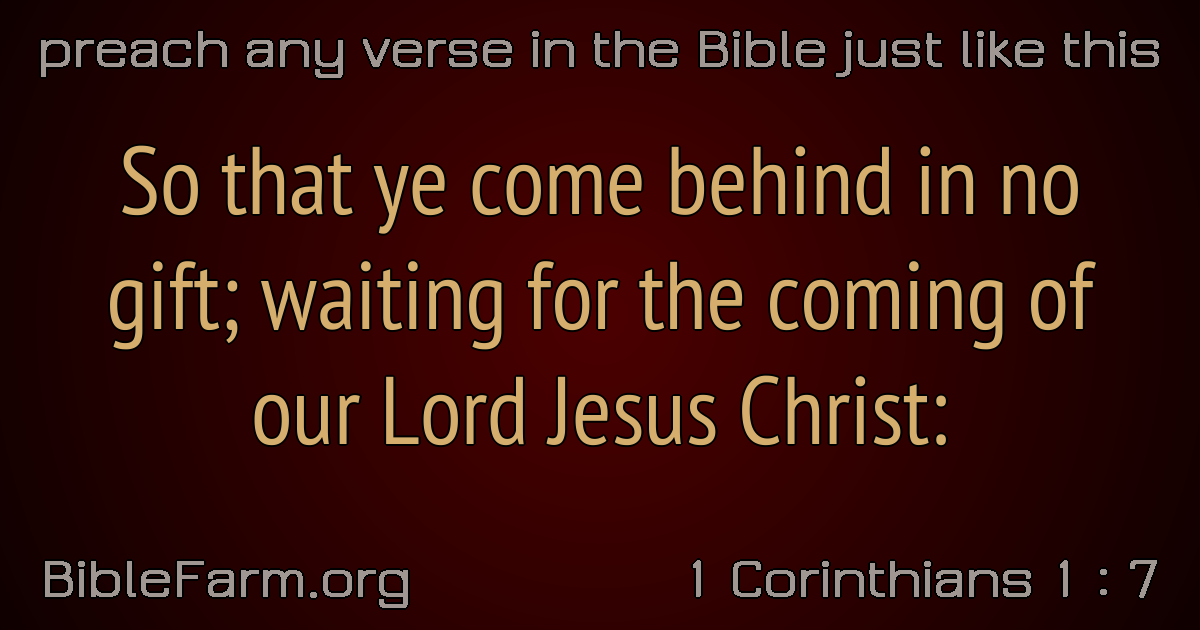 preach any verse in the Bible just like this
So that ye come behind in no
gift; waiting for the coming of
our Lord Jesus Christ:
BibleFarm.org
1 Corinthians 1 : 7